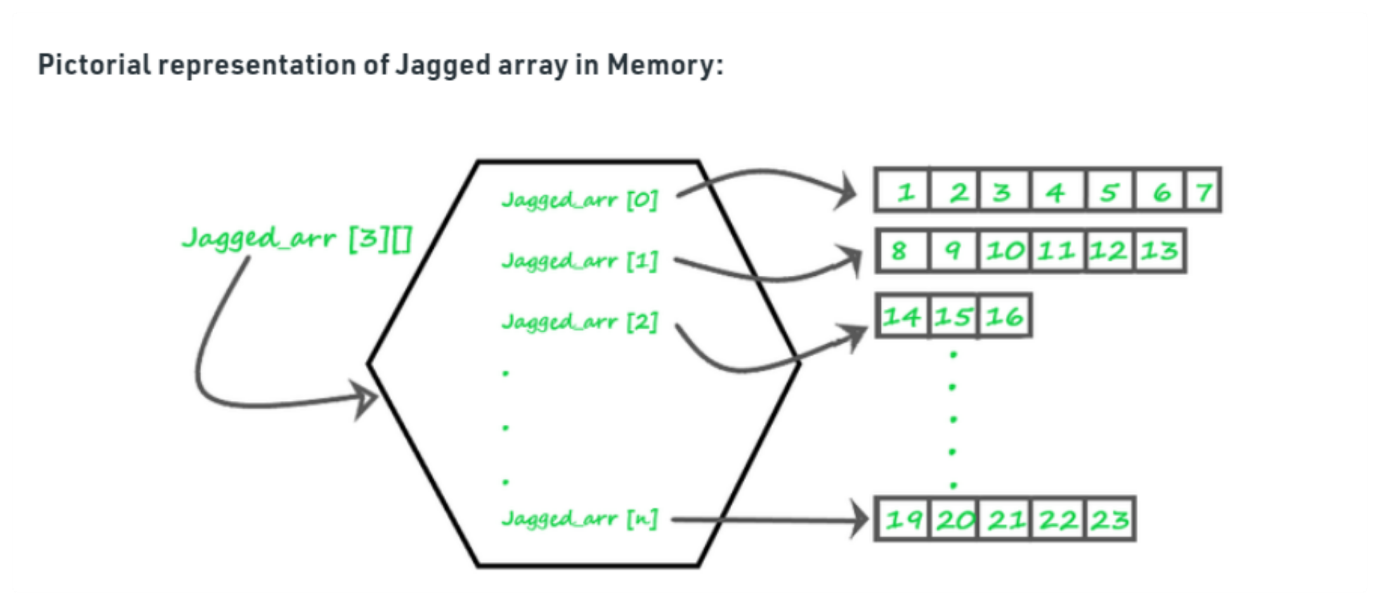 Pictorial representation of Jagged array in Memory:
Jagged_arr [3][]
Jagged_arr [0]
1 2 3 4 5 6 7
Jagged_arr [1]
8 9 10 11 12 13
Jagged_arr [2]
14 15 16
Jagged_arr [n]
19 20 21 22 23